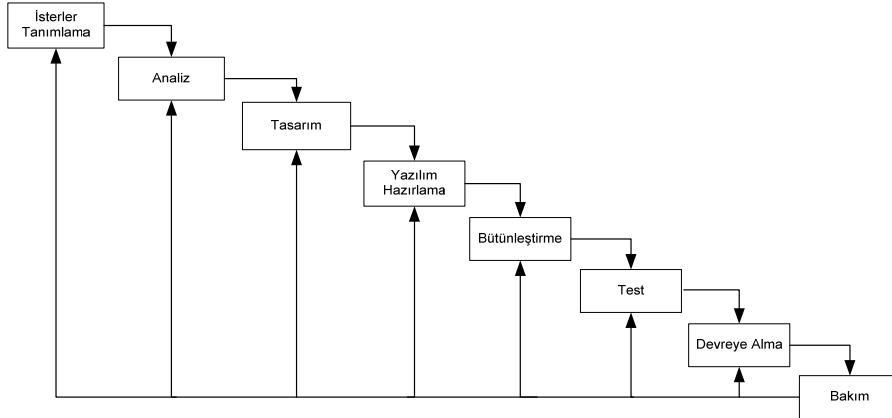 İsterler
Tanımlama
Analiz
Tasarım
Yazılım
Hazırlama
Bütünleştirme
Test
Devreye Alma
Bakım